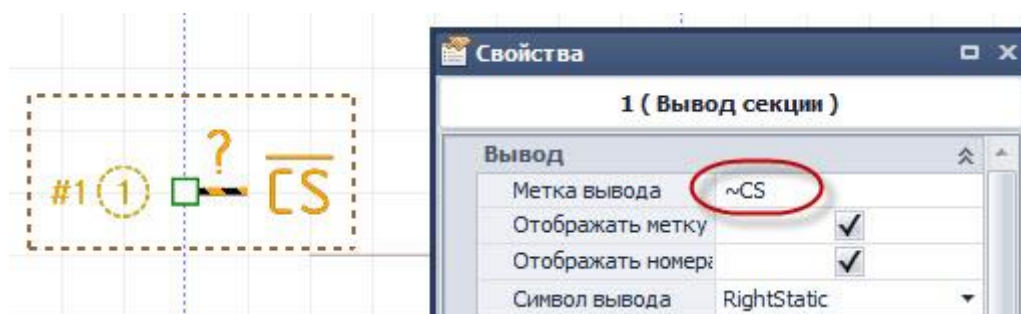 Свойства
1 ( Вывод секции )
Вывод
Метка вывода ~CS
Отображать метку
Отображать номера
Символ вывода RightStatic
?
#1 1 CS